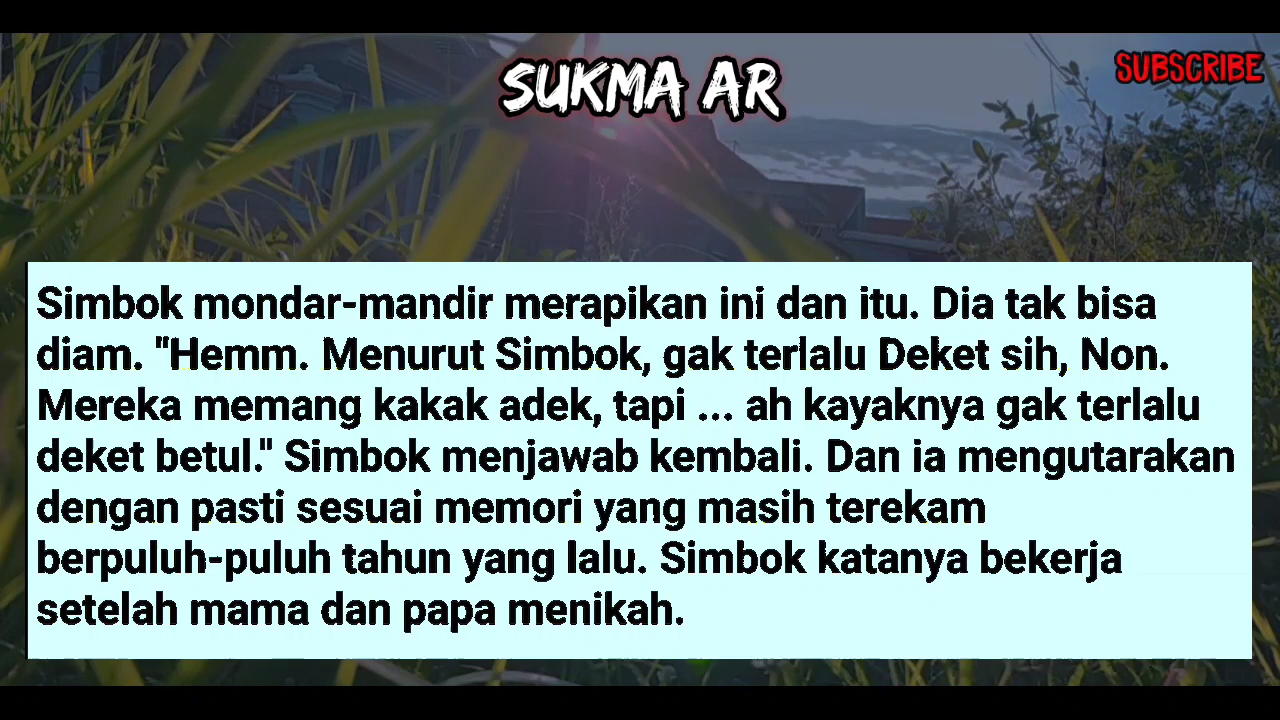 SUKMA AR
SUBSCRIBE
Simbok mondar-mandir merapikan ini dan itu. Dia tak bisa
diam. "Hemm. Menurut Simbok, gak terlalu Deket sih, Non.
Mereka memang kakak adek, tapi ... ah kayaknya gak terlalu
deket betul." Simbok menjawab kembali. Dan ia mengutarakan
dengan pasti sesuai memori yang masih terekam
berpuluh-puluh tahun yang lalu. Simbok katanya bekerja
setelah mama dan papa menikah.